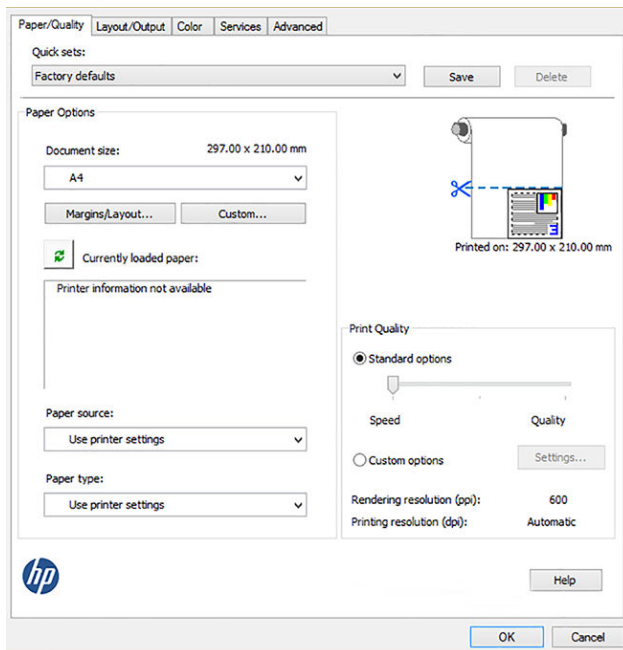 Paper/Quality Layout/Output Color Services Advanced
Quick sets:
Factory defaults
Save
Delete
Paper Options
Document size: 297.00 x 210.00 mm
A4
Margins/Layout... Custom...
Currently loaded paper:
Printer information not available
Paper source:
Use printer settings
Paper type:
Use printer settings
Printed on: 297.00 x 210.00 mm
Print Quality
Standard options
Speed Quality
Custom options Settings...
Rendering resolution (ppi): 600
Printing resolution (dpi): Automatic
hp
Help
OK Cancel